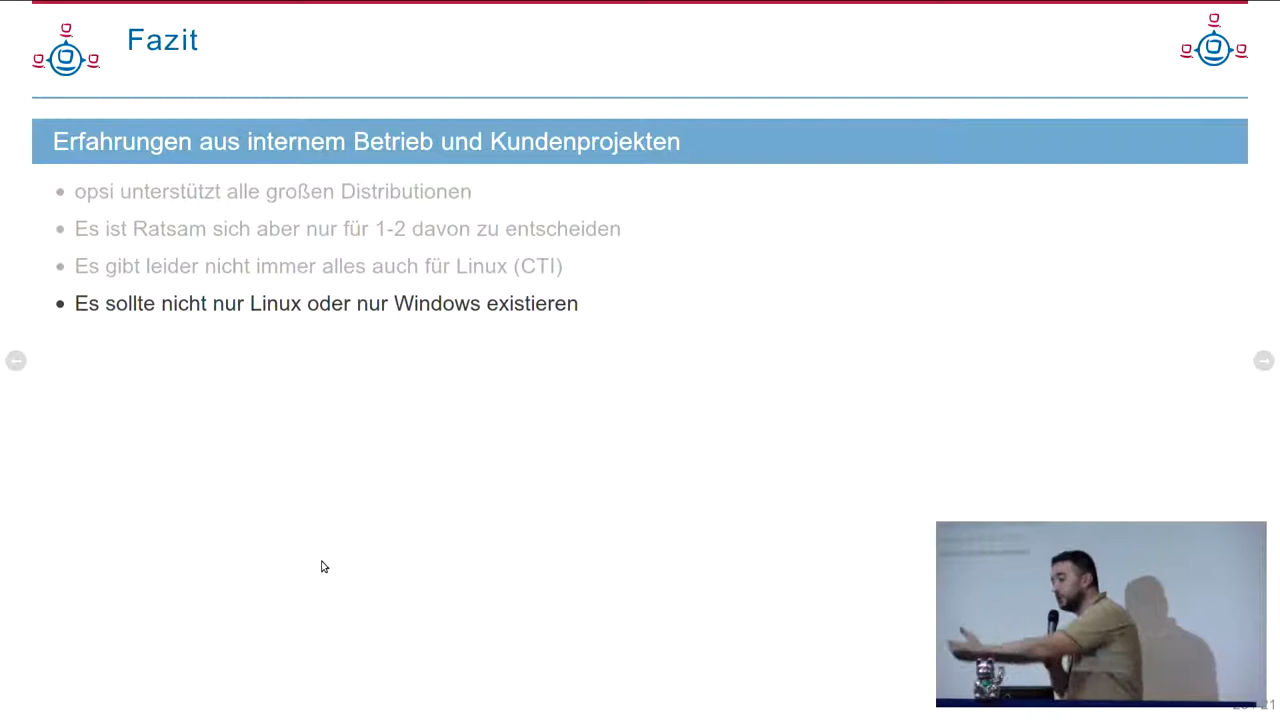 Fazit
Erfahrungen aus internem Betrieb und Kundenprojekten
opsi unterstützt alle großen Distributionen
Es ist Ratsam sich aber nur für 1-2 davon zu entscheiden
Es gibt leider nicht immer alles auch für Linux (CTI)
Es sollte nicht nur Linux oder nur Windows existieren